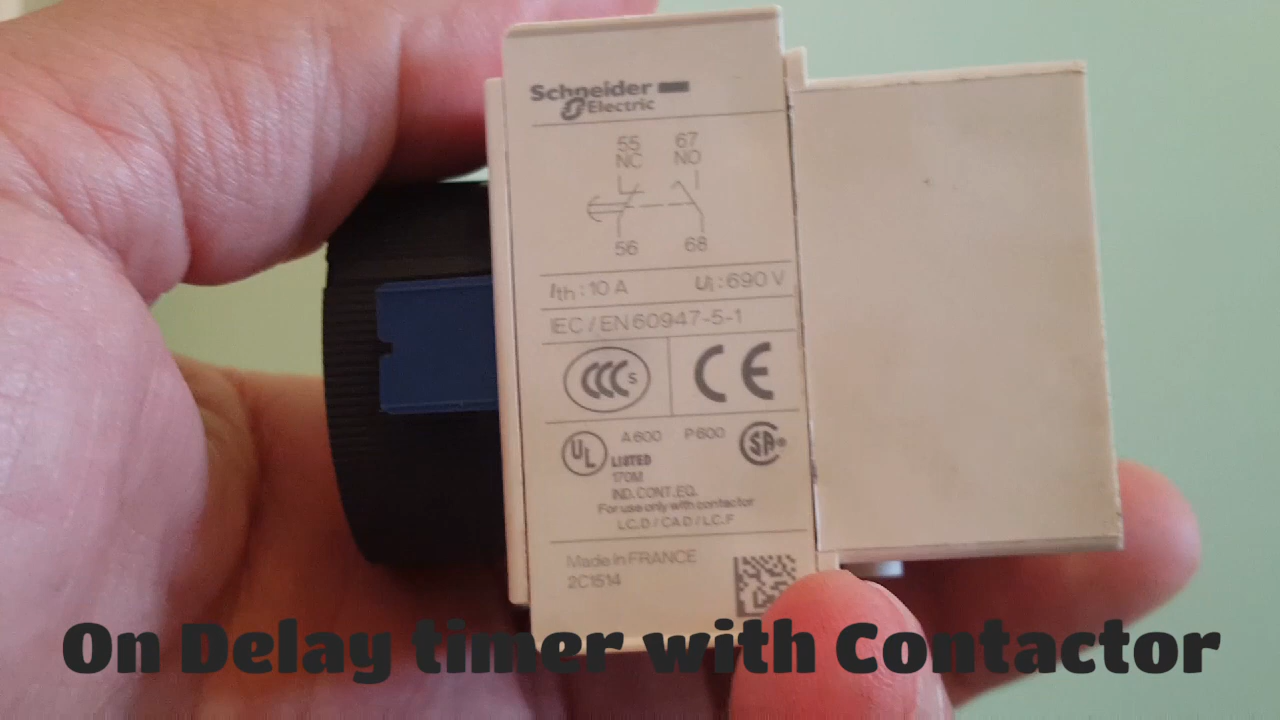 Schneider
Electric
55 67
NC NO
56 68
Ith : 10 A Ui : 690 V
IEC / EN 60947-5-1
CCC S CE
UL A600 P600 SA®
LISTED
170M
IND. CONT. EQ.
For use only with contactor
LC.D / CA D / LC.F
Made in FRANCE
2C1514
On Delay timer with Contactor